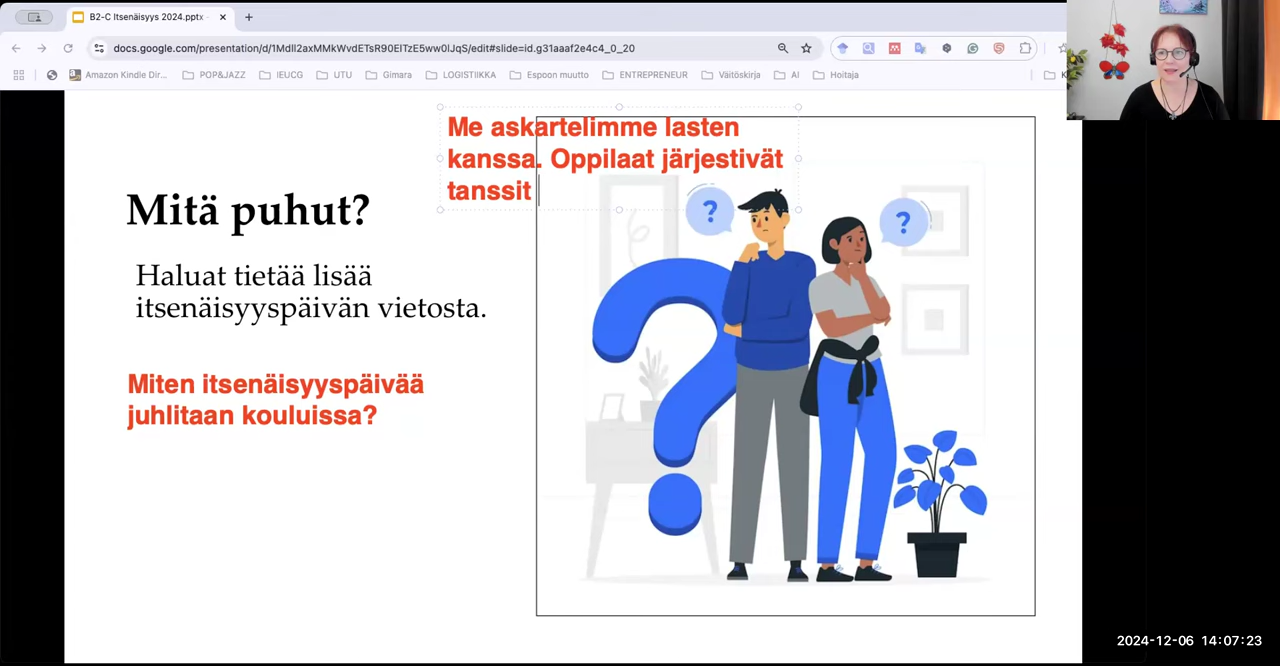 B2-C Itsenäisyys 2024.pptx
docs.google.com/presentation/d/1MdlI2axMMkWvdETsR90ElTzE5ww0lJqS/edit#slide=id.g31aaaf2e4c4_0_20
Amazon Kindle Dir... POP&JAZZ IEUCG UTU Gimara LOGISTIIKKA Espoon muutto ENTREPRENEUR Väitöskirja AI Hoitaja
Me askartelimme lasten
kanssa. Oppilaat järjestivät
tanssit
Mitä puhut?
? ?
Haluat tietää lisää
itsenäisyyspäivän vietosta.
Miten itsenäisyyspäivää
juhlitaan kouluissa?
2024-12-06 14:07:23